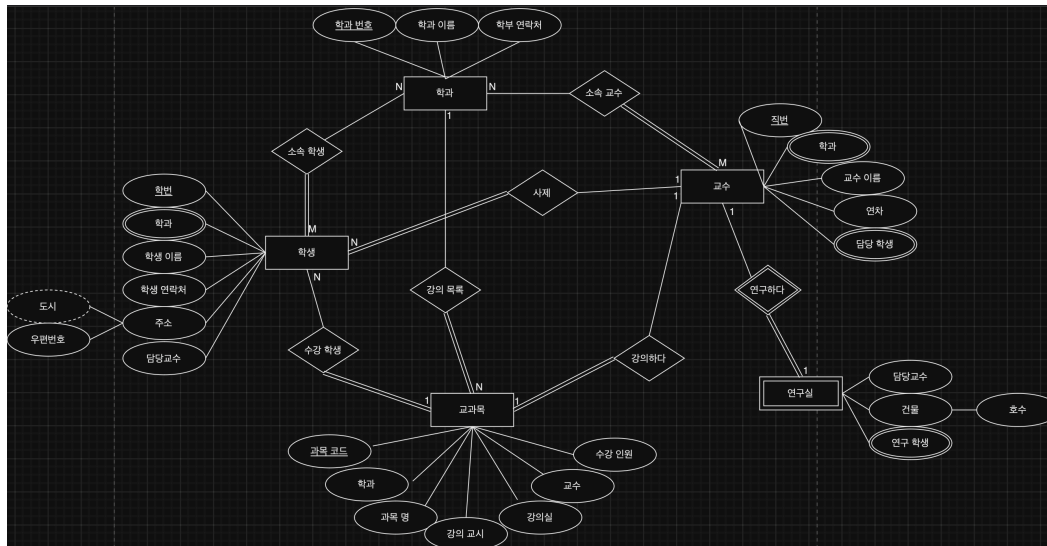 학과 번호
학과 이름
학부 연락처
N
학과
N
1
소속 교수
소속 학생
직번
학과
교수 이름
연차
담당 학생
M
1
교수
1
1
사제
학번
학과
학생 이름
학생 연락처
주소
담당교수
도시
우편번호
M
N
학생
N
강의 목록
연구하다
수강 학생
강의하다
1
연구실
담당교수
건물
호수
연구 학생
N
1
교과목
1
과목 코드
학과
과목 명
강의 교시
강의실
교수
수강 인원